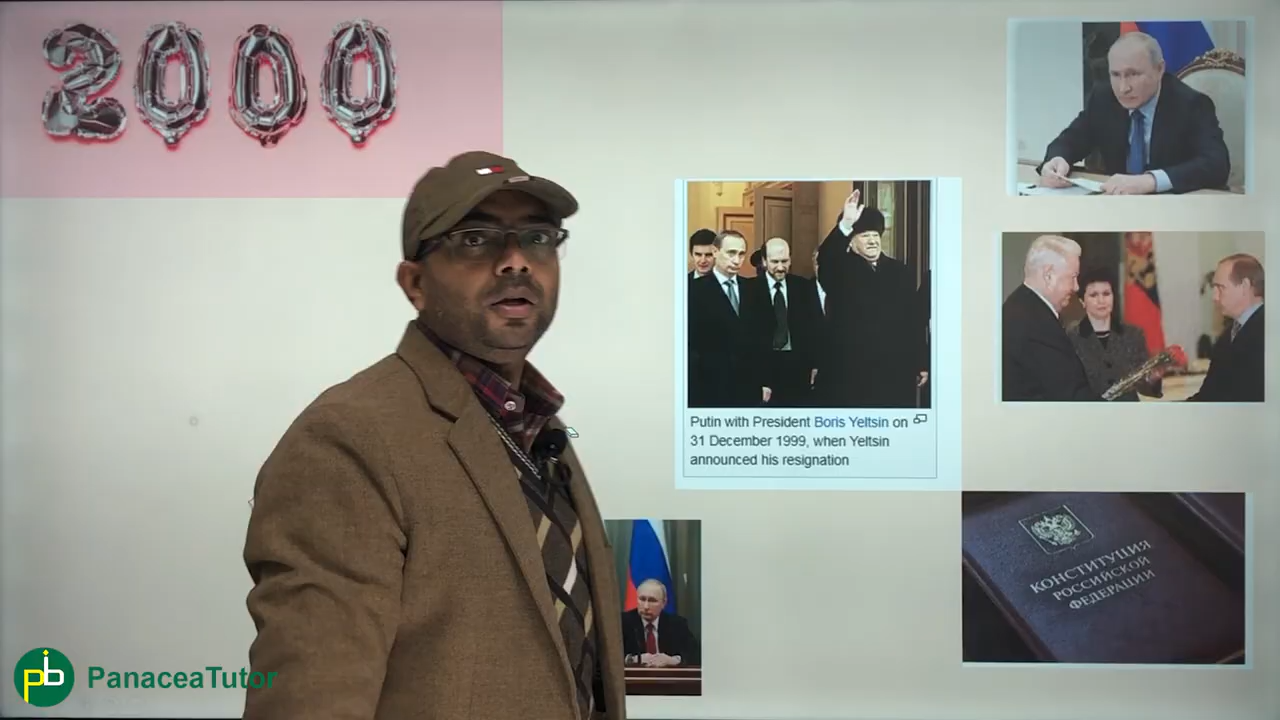 2000
Putin with President Boris Yeltsin on
31 December 1999, when Yeltsin
announced his resignation
КОНСТИТУЦИЯ
РОССИЙСКОЙ
ФЕДЕРАЦИИ
pib PanaceaTutor